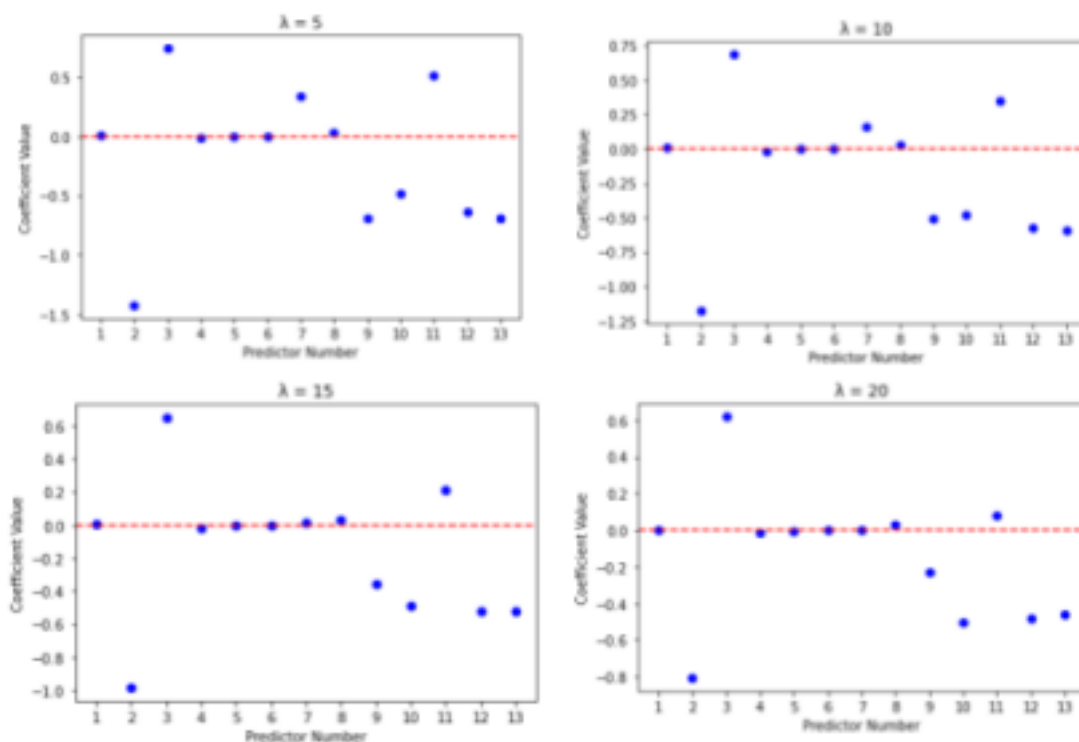 λ = 5
Coefficient Value
0.5
0.0
−0.5
−1.0
−1.5
1 2 3 4 5 6 7 8 9 10 11 12 13
Predictor Number
λ = 10
Coefficient Value
0.75
0.50
0.25
0.00
−0.25
−0.50
−0.75
−1.00
−1.25
1 2 3 4 5 6 7 8 9 10 11 12 13
Predictor Number
λ = 15
Coefficient Value
0.6
0.4
0.2
0.0
−0.2
−0.4
−0.6
−0.8
−1.0
1 2 3 4 5 6 7 8 9 10 11 12 13
Predictor Number
λ = 20
Coefficient Value
0.6
0.4
0.2
0.0
−0.2
−0.4
−0.6
−0.8
1 2 3 4 5 6 7 8 9 10 11 12 13
Predictor Number